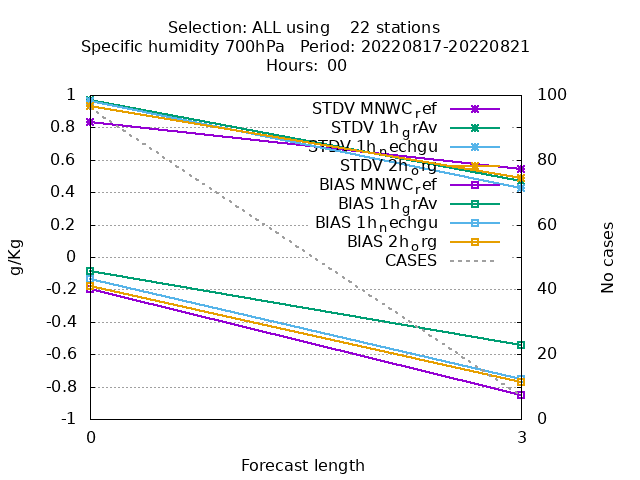 Selection: ALL using 22 stations
Specific humidity 700hPa Period: 20220817-20220821
Hours: 00
1
0.8
0.6
0.4
0.2
0
-0.2
-0.4
-0.6
-0.8
-1
g/Kg
100
80
60
40
20
0
No cases
STDV MNWC_ref
STDV 1h_grAv
STDV 1h_nechgu
STDV 2h_org
BIAS MNWC_ref
BIAS 1h_grAv
BIAS 1h_nechgu
BIAS 2h_org
CASES
0 3
Forecast length